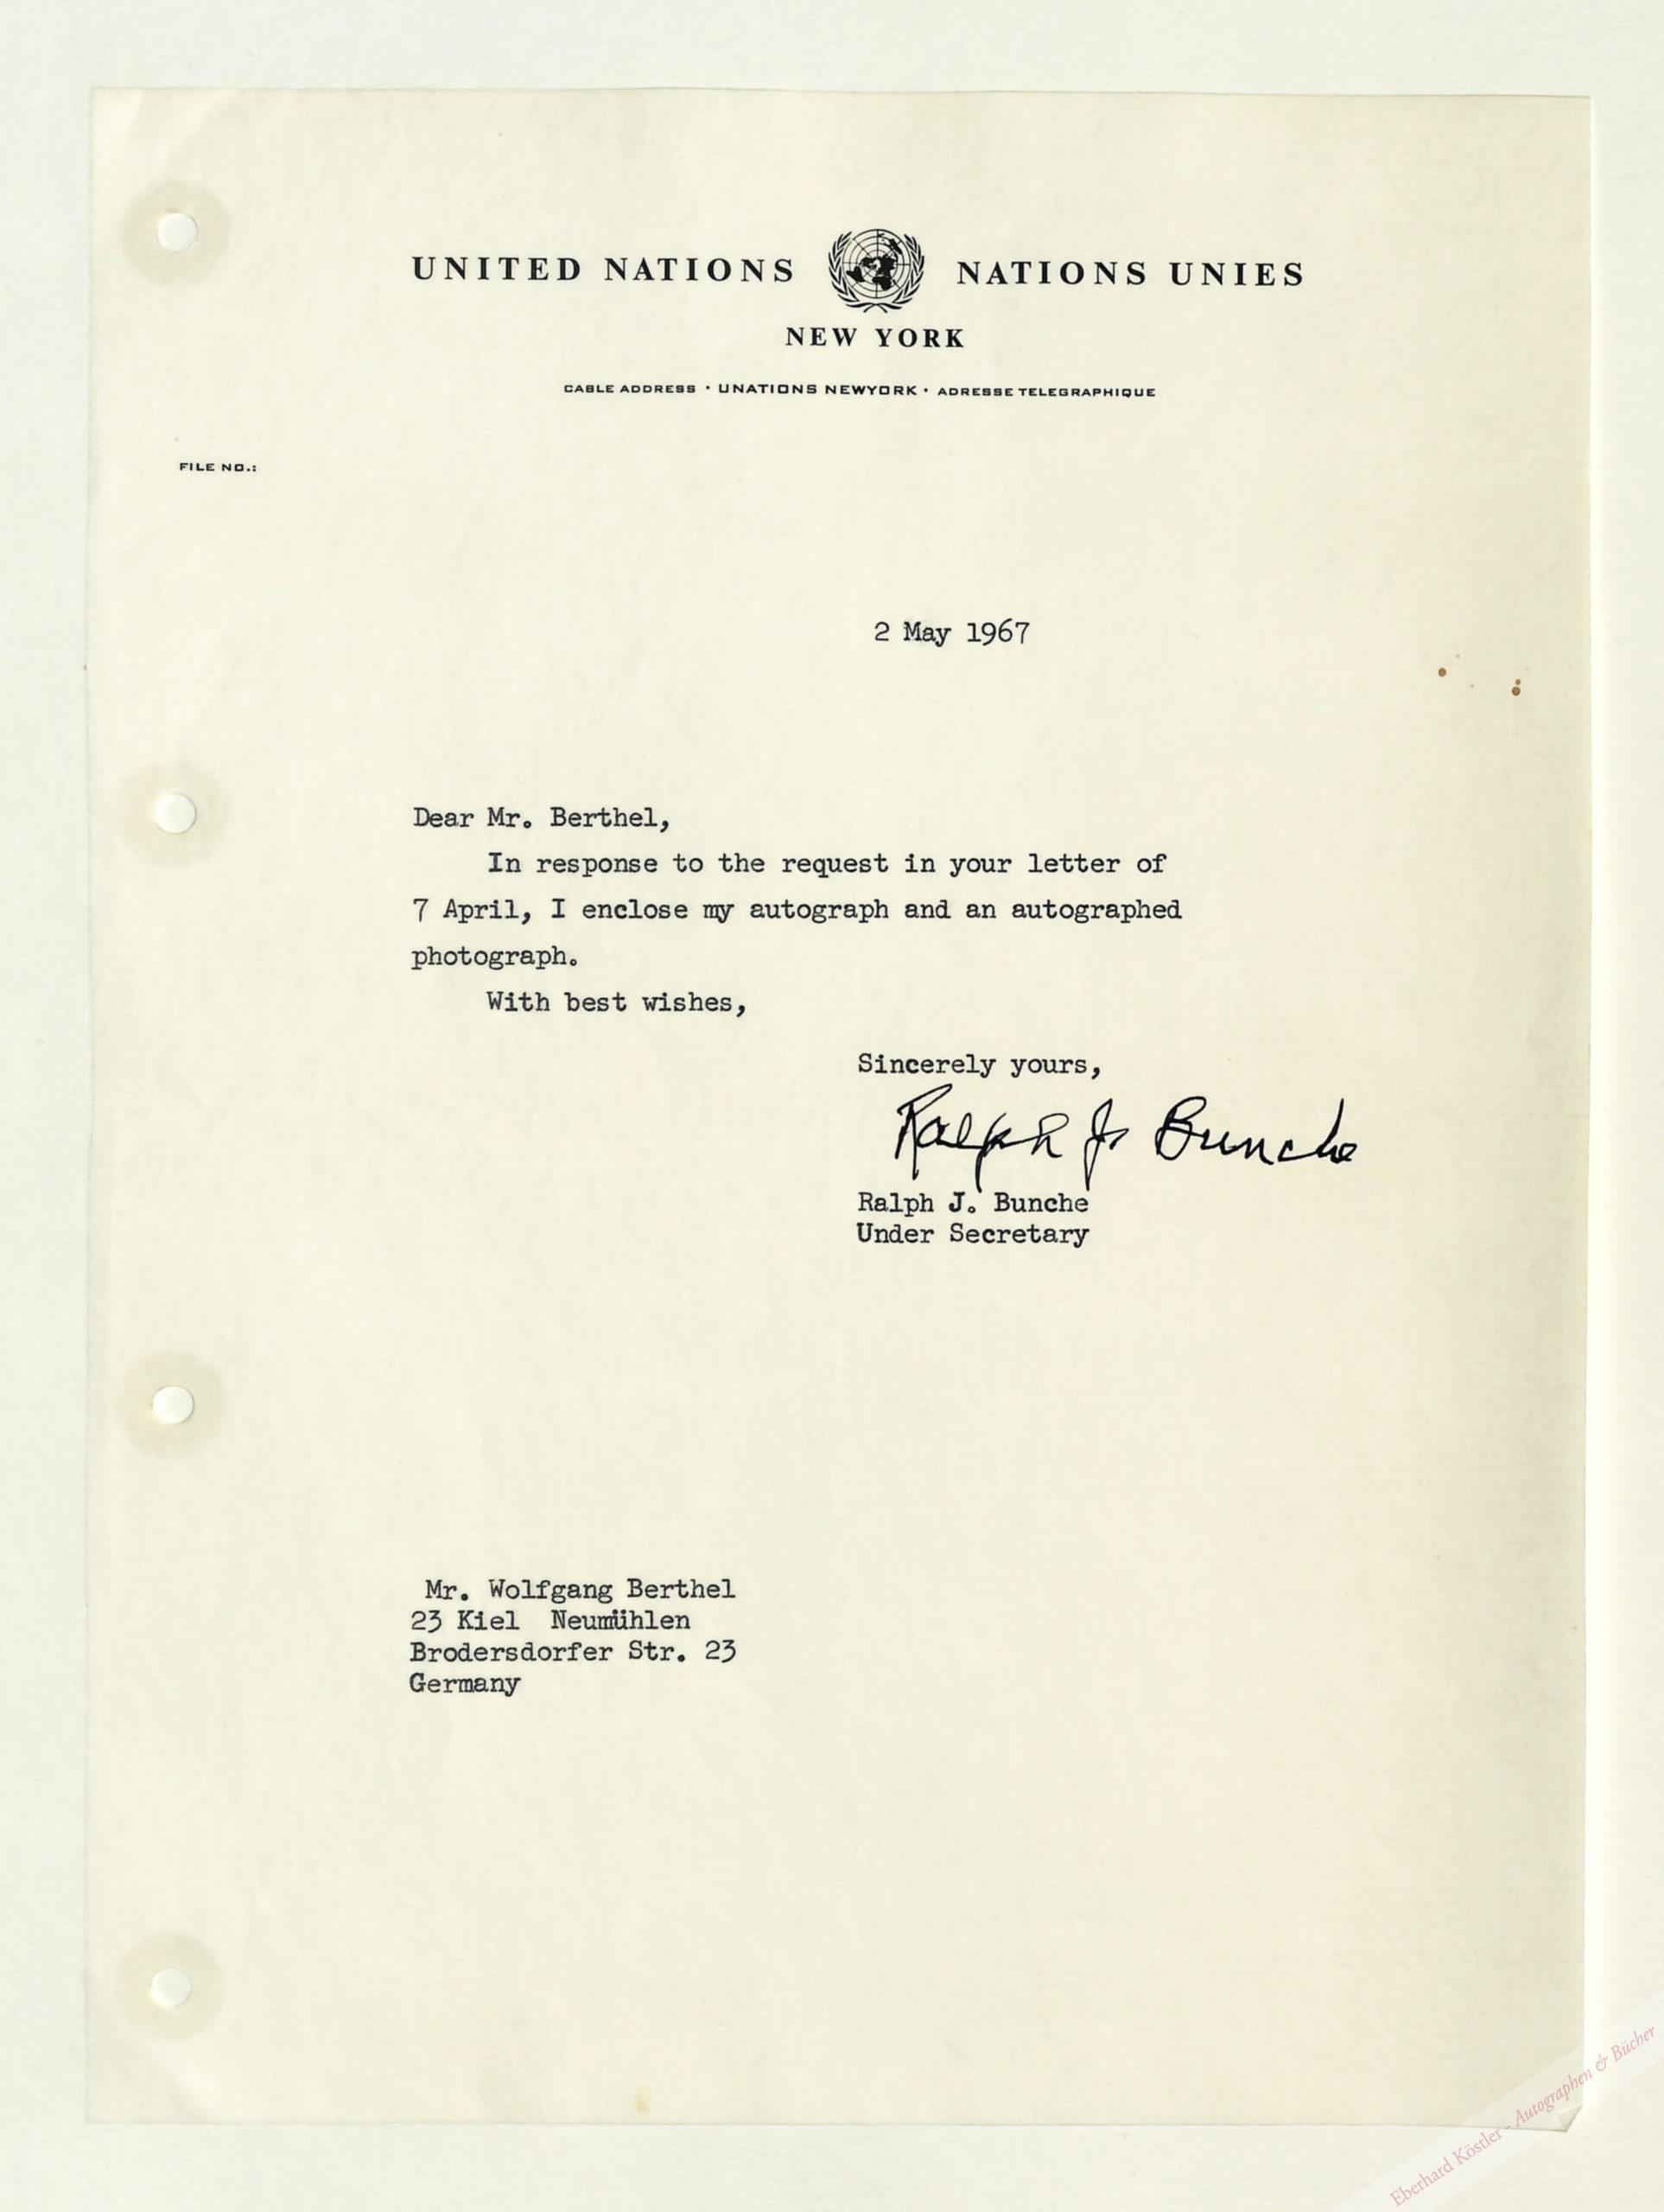 UNITED NATIONS NATIONS UNIES
NEW YORK
CABLE ADDRESS • UNATIONS NEWYORK • ADRESSE TELEGRAPHIQUE
FILE NO.:
2 May 1967
Dear Mr. Berthel,
In response to the request in your letter of
7 April, I enclose my autograph and an autographed
photograph.
With best wishes,
Sincerely yours,
Ralph J. Bunche
Ralph J. Bunche
Under Secretary
Mr. Wolfgang Berthel
23 Kiel Neumühlen
Brodersdorfer Str. 23
Germany
Eberhard Köstler - Autographen & Bücher